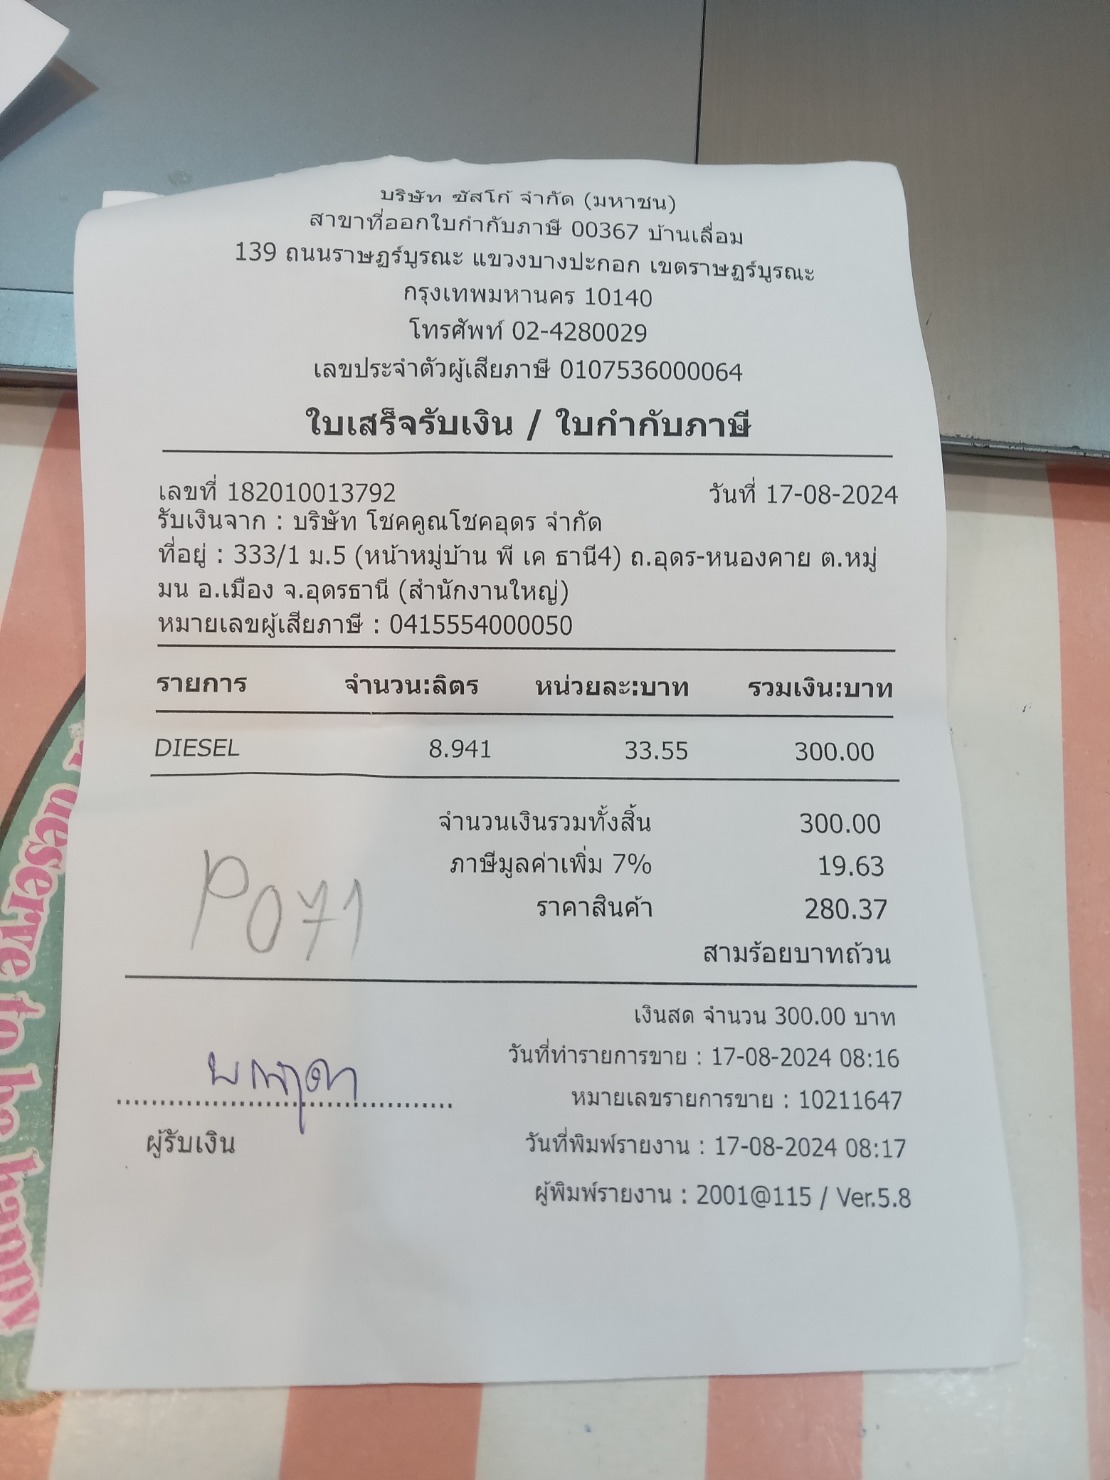 บริษัท ซัสโก้ จำกัด (มหาชน)
สาขาที่ออกใบกำกับภาษี 00367 บ้านเลื่อม
139 ถนนราษฏร์บูรณะ แขวงบางปะกอก เขตราษฏร์บูรณะ
กรุงเทพมหานคร 10140
โทรศัพท์ 02-4280029
เลขประจำตัวผู้เสียภาษี 0107536000064
ใบเสร็จรับเงิน / ใบกำกับภาษี
เลขที่ 182010013792 วันที่ 17-08-2024
รับเงินจาก : บริษัท โชคคูณโชคอุดร จำกัด
ที่อยู่ : 333/1 ม.5 (หน้าหมู่บ้าน พี เค ธานี4) ถ.อุดร-หนองคาย ต.หมู่
มน อ.เมือง จ.อุดรธานี (สำนักงานใหญ่)
หมายเลขผู้เสียภาษี : 0415554000050
รายการ จำนวน:ลิตร หน่วยละ:บาท รวมเงิน:บาท
DIESEL 8.941 33.55 300.00
จำนวนเงินรวมทั้งสิ้น 300.00
ภาษีมูลค่าเพิ่ม 7% 19.63
ราคาสินค้า 280.37
P071
สามร้อยบาทถ้วน
เงินสด จำนวน 300.00 บาท
วันที่ทำรายการขาย : 17-08-2024 08:16
หมายเลขรายการขาย : 10211647
ผู้รับเงิน
วันที่พิมพ์รายงาน : 17-08-2024 08:17
ผู้พิมพ์รายงาน : 2001@115 / Ver.5.8
deserve to be happy